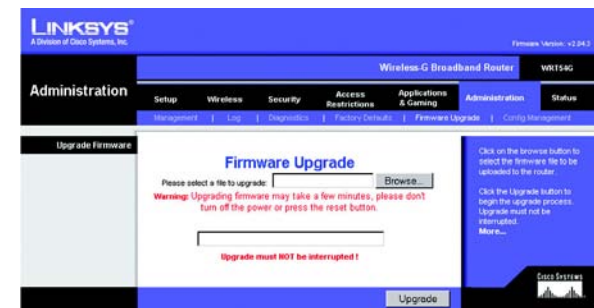 LINKSYS®
A Division of Cisco Systems, Inc.
Firmware Version: v2.04.3
Wireless-G Broadband Router WRT54G
Administration
Setup Wireless Security Access Restrictions Applications & Gaming Administration Status
Management | Log | Diagnostics | Factory Defaults | Firmware Upgrade | Config Management
Upgrade Firmware
Firmware Upgrade
Please select a file to upgrade: Browse...
Warning: Upgrading firmware may take a few minutes, please don't
turn off the power or press the reset button.
Upgrade must NOT be interrupted !
Upgrade
Click on the browse button to
select the firmware file to be
uploaded to the
router.
Click the Upgrade button to
begin the upgrade process.
Upgrade must not be
interrupted.
More...
CISCO SYSTEMS